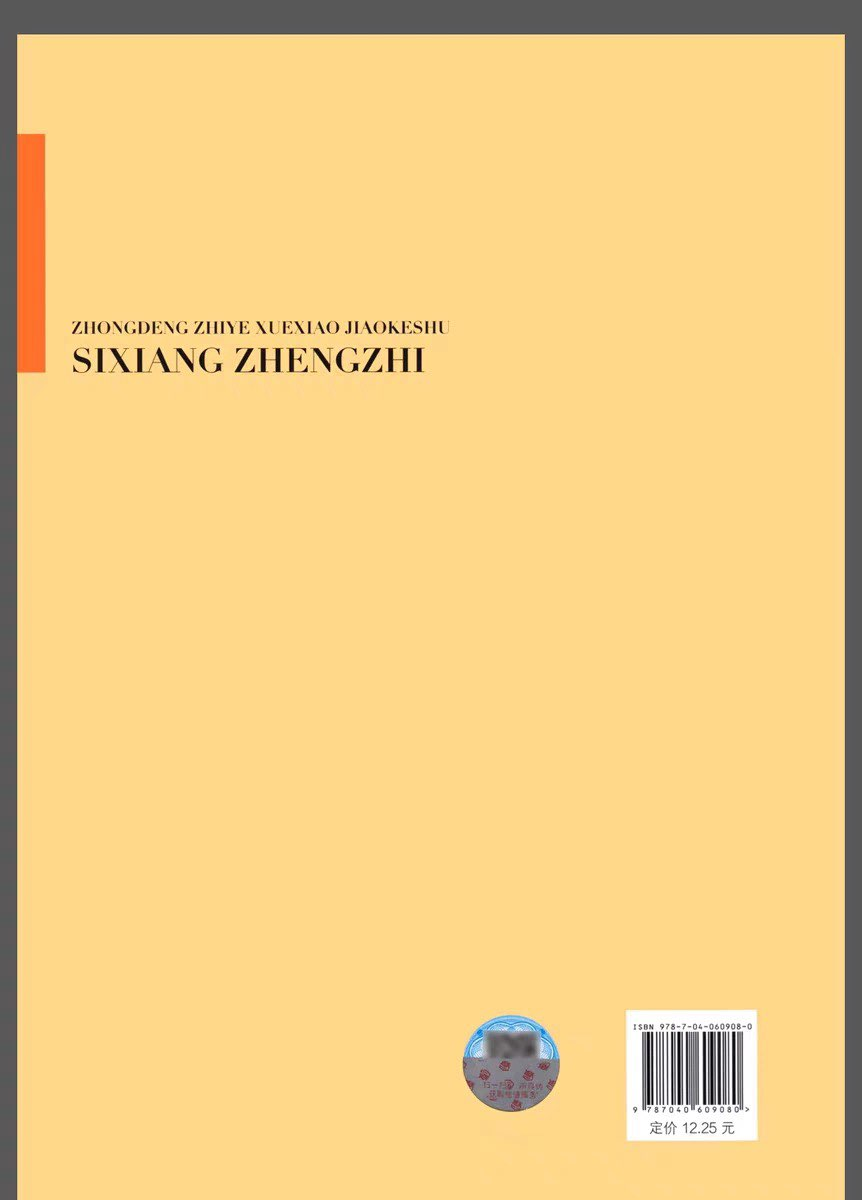 ZHONGDENG ZHIYE XUEXIAO JIAOKESHU
SIXIANG ZHENGZHI
ISBN 978-7-04-060908-0
9 787040 609080>
定价 12.25 元